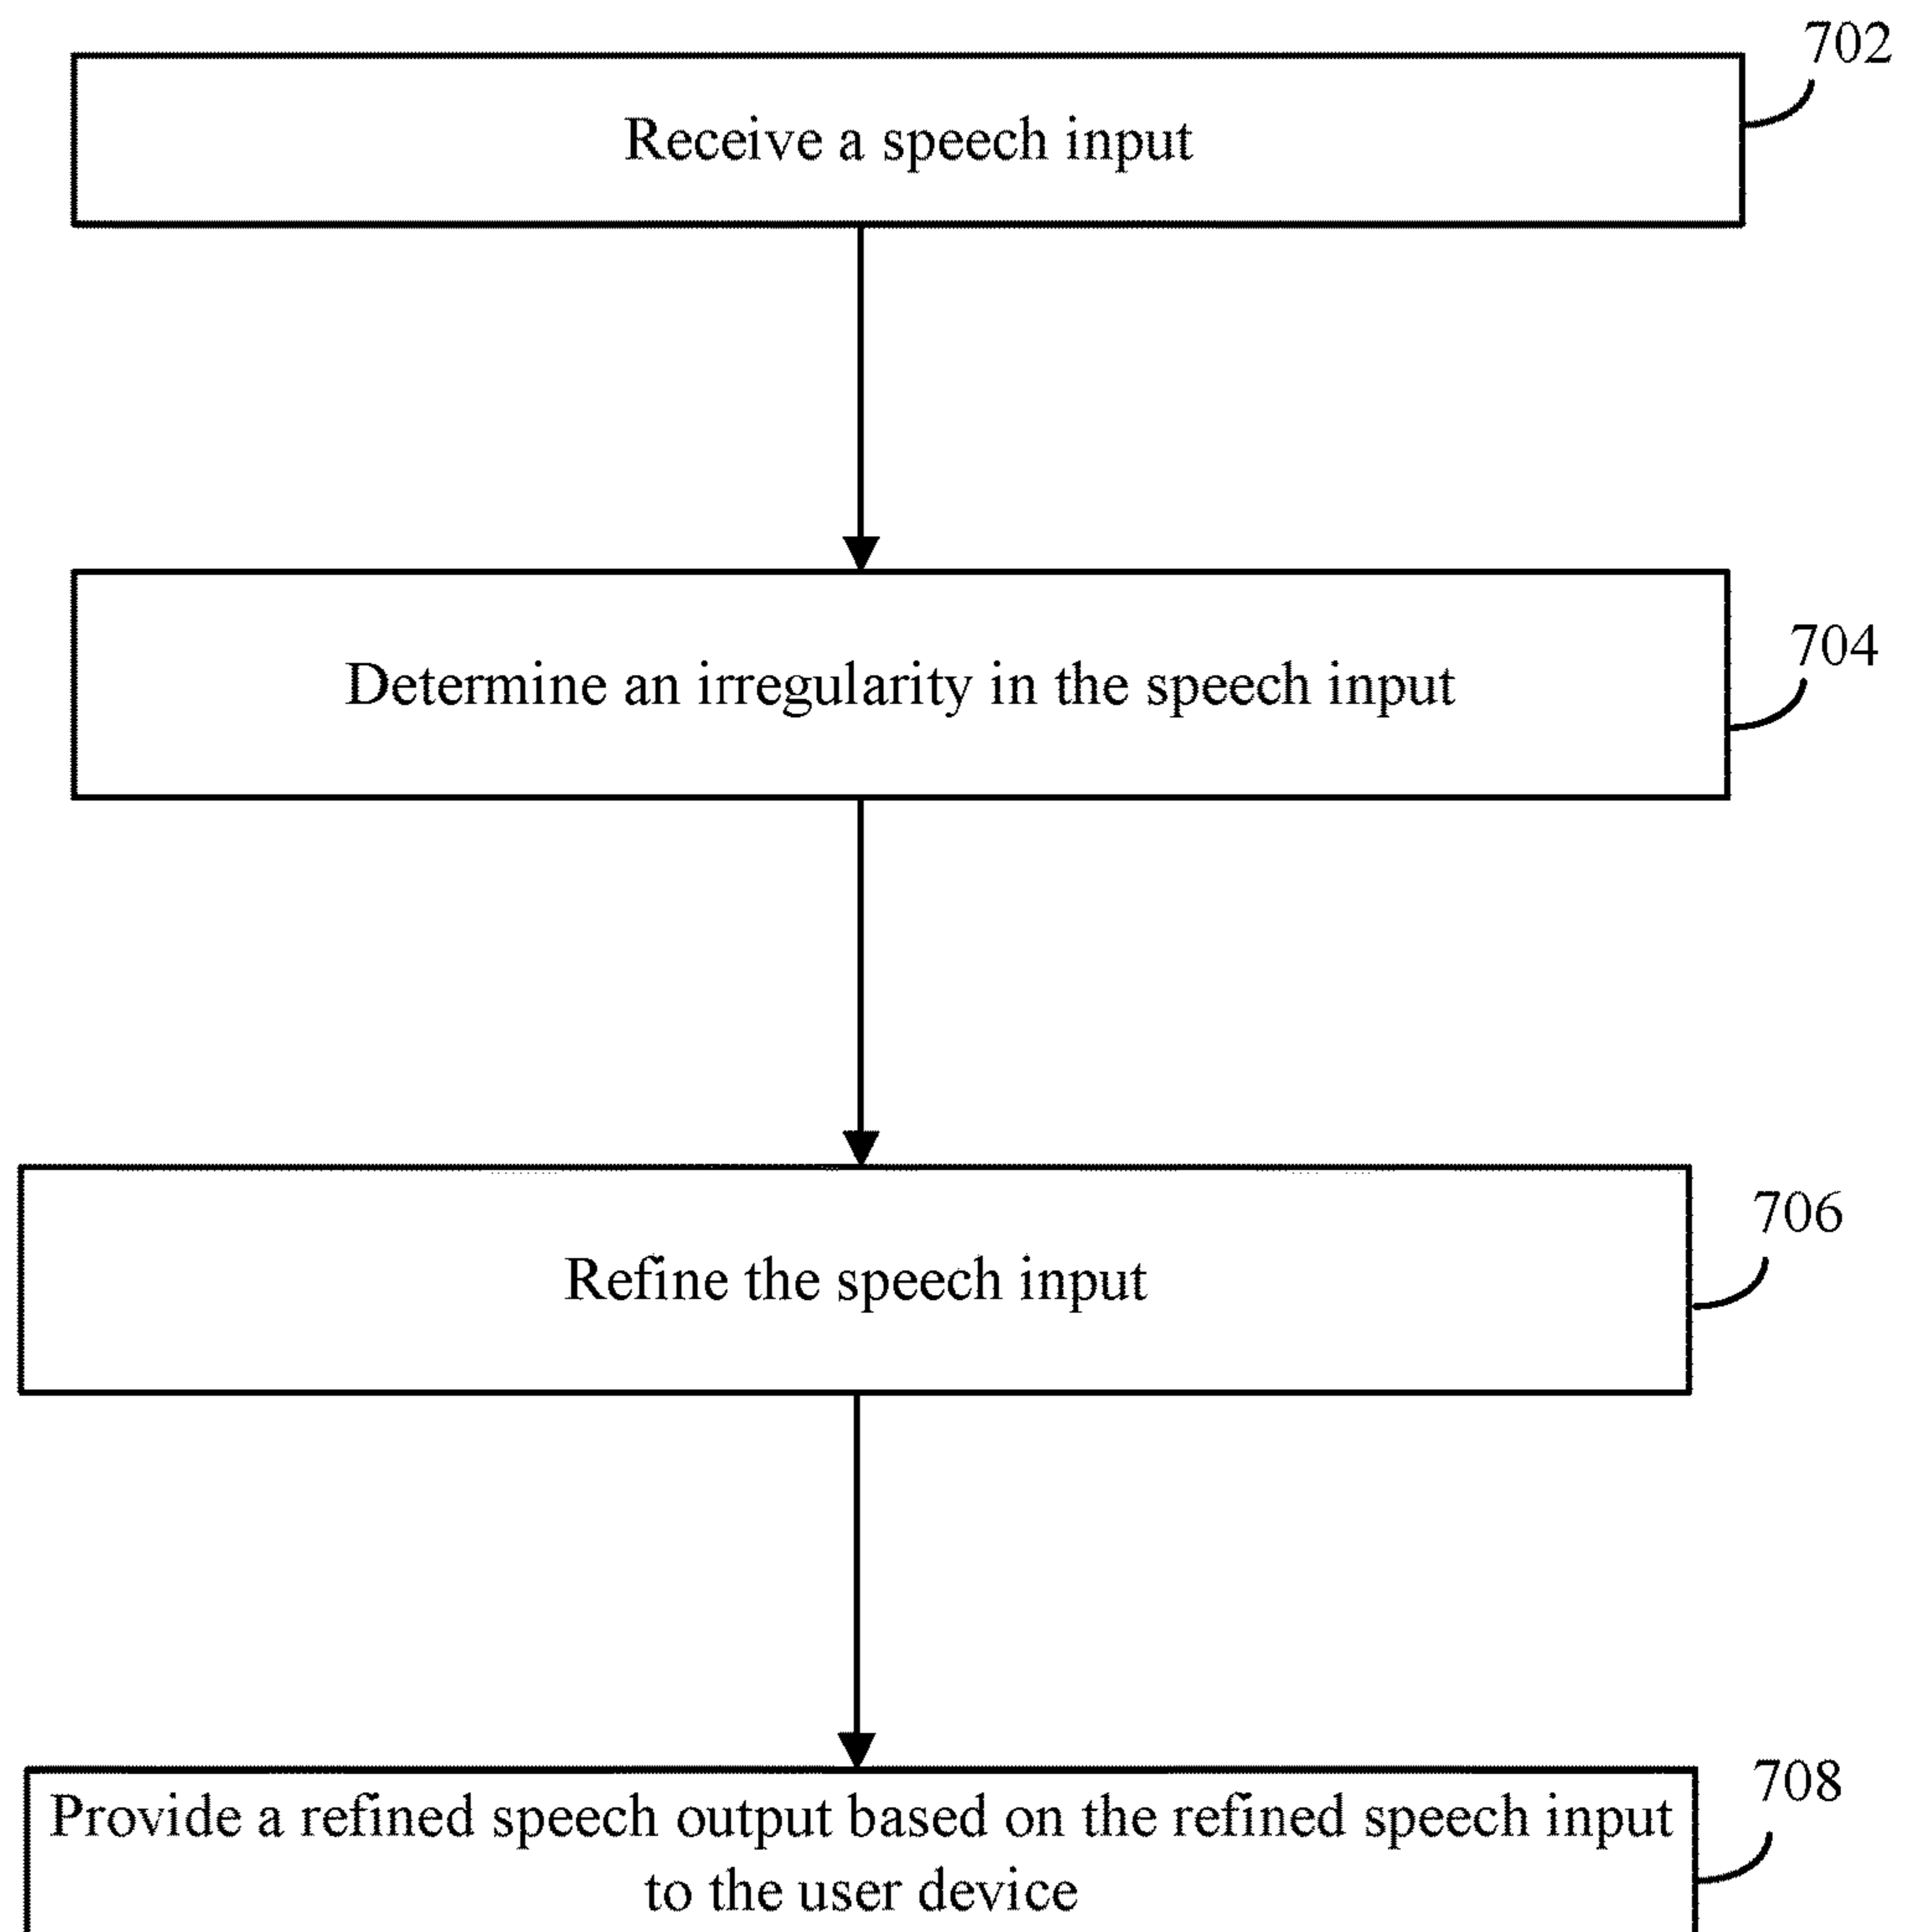 702
Receive a speech input
704
Determine an irregularity in the speech input
706
Refine the speech input
708
Provide a refined speech output based on the refined speech input
to the user device